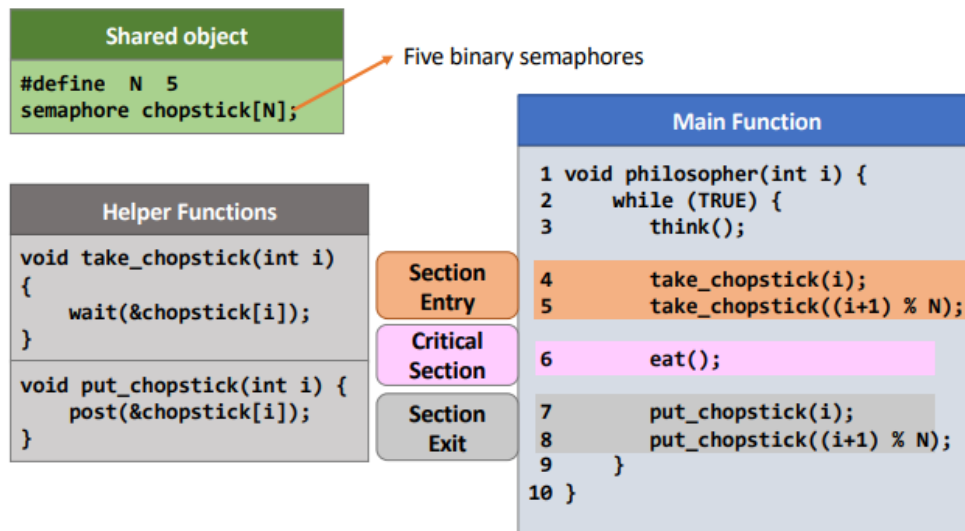 Shared object
#define N 5
semaphore chopstick[N];
Five binary semaphores
Helper Functions
void take_chopstick(int i)
{
wait(&chopstick[i]);
}
void put_chopstick(int i) {
post(&chopstick[i]);
}
Section
Entry
Critical
Section
Section
Exit
Main Function
1 void philosopher(int i) {
2 while (TRUE) {
3 think();
4 take_chopstick(i);
5 take_chopstick((i+1) % N);
6 eat();
7 put_chopstick(i);
8 put_chopstick((i+1) % N);
9 }
10 }